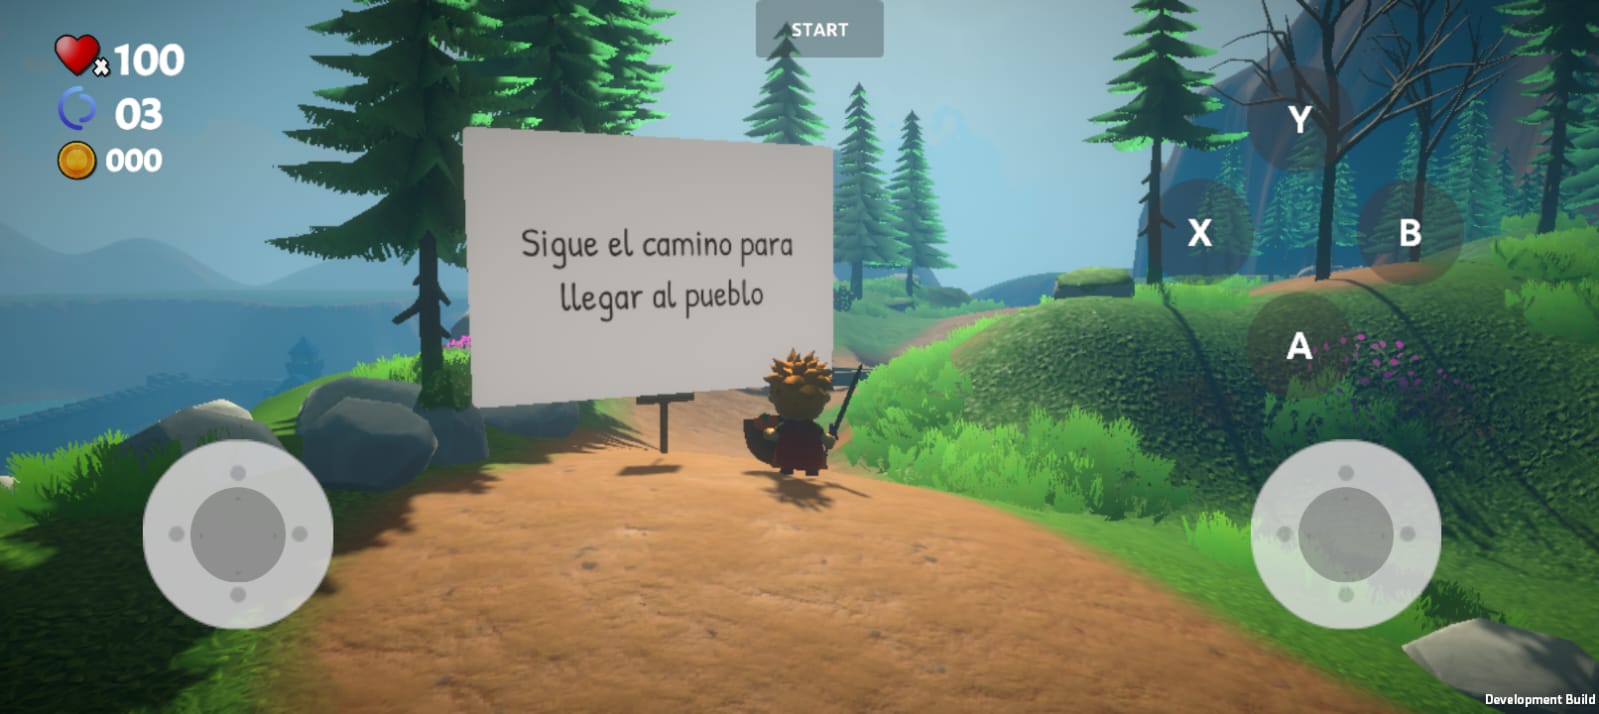 START
100
03
000
Y
X
B
A
Sigue el camino para
llegar al pueblo
Development Build